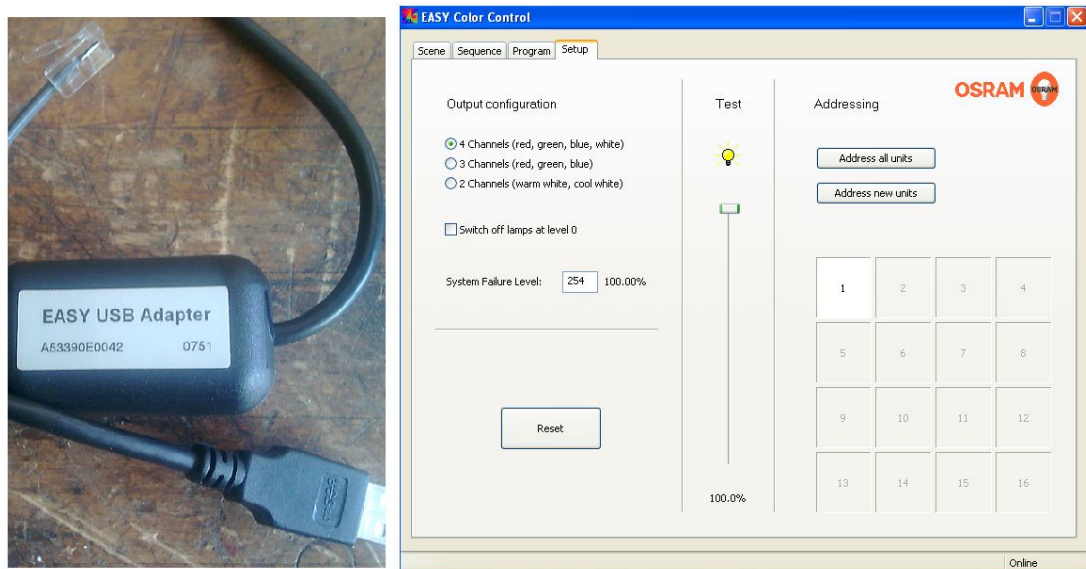 EASY USB Adapter
A53390E0042 0751
EASY Color Control
Scene Sequence Program Setup
OSRAM OSRAM
Output configuration
4 Channels (red, green, blue, white)
3 Channels (red, green, blue)
2 Channels (warm white, cool white)
Switch off lamps at level 0
System Failure Level: 254 100.00%
Reset
Test
100.0%
Addressing
Address all units
Address new units
1 2 3 4
5 6 7 8
9 10 11 12
13 14 15 16
Online